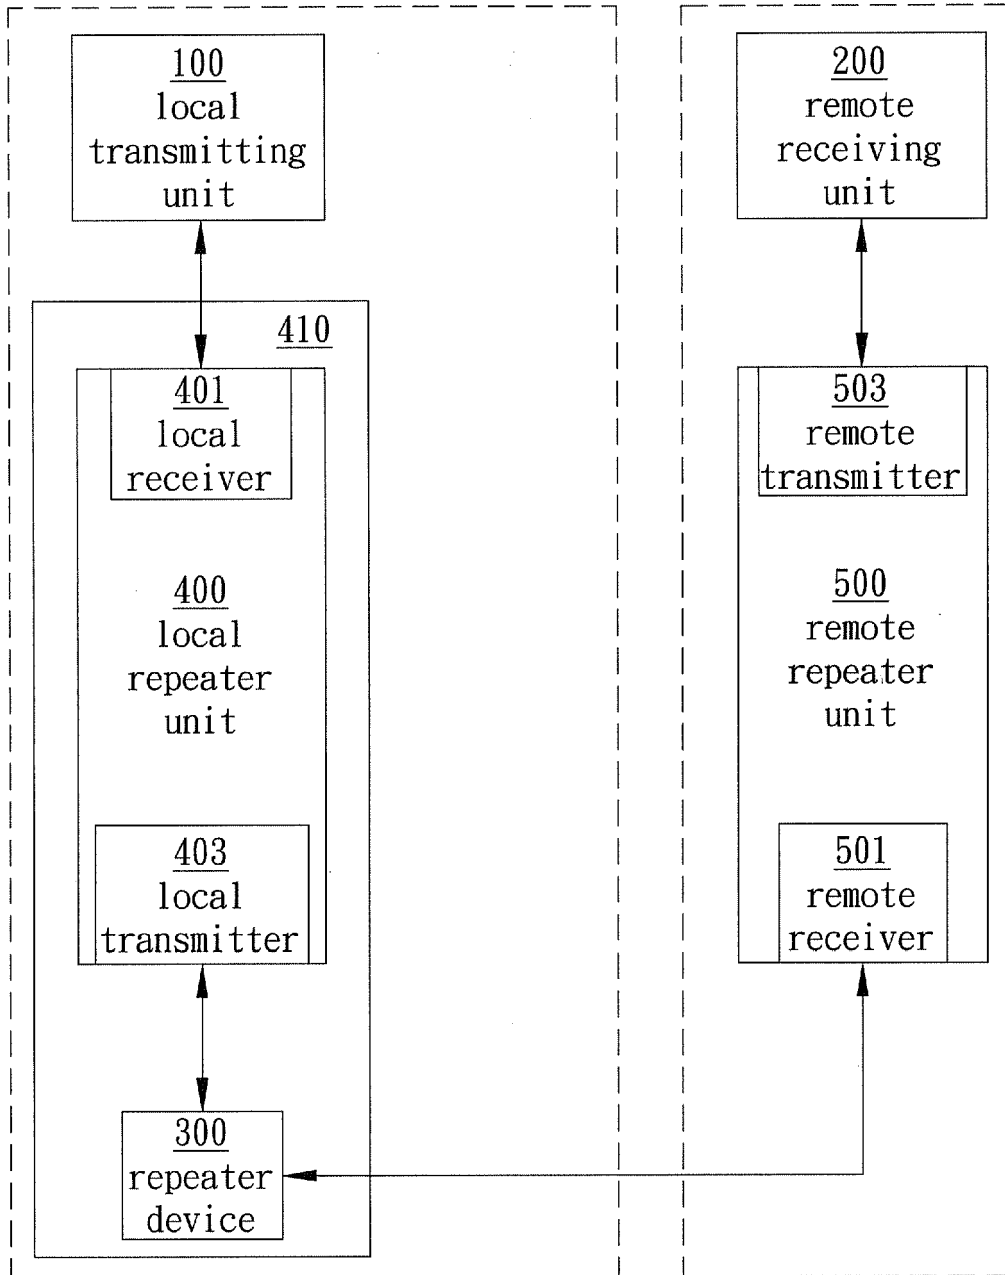 100
local
transmitting
unit
200
remote
receiving
unit
410
401
local
receiver
503
remote
transmitter
400
local
repeater
unit
500
remote
repeater
unit
403
local
transmitter
501
remote
receiver
300
repeater
device